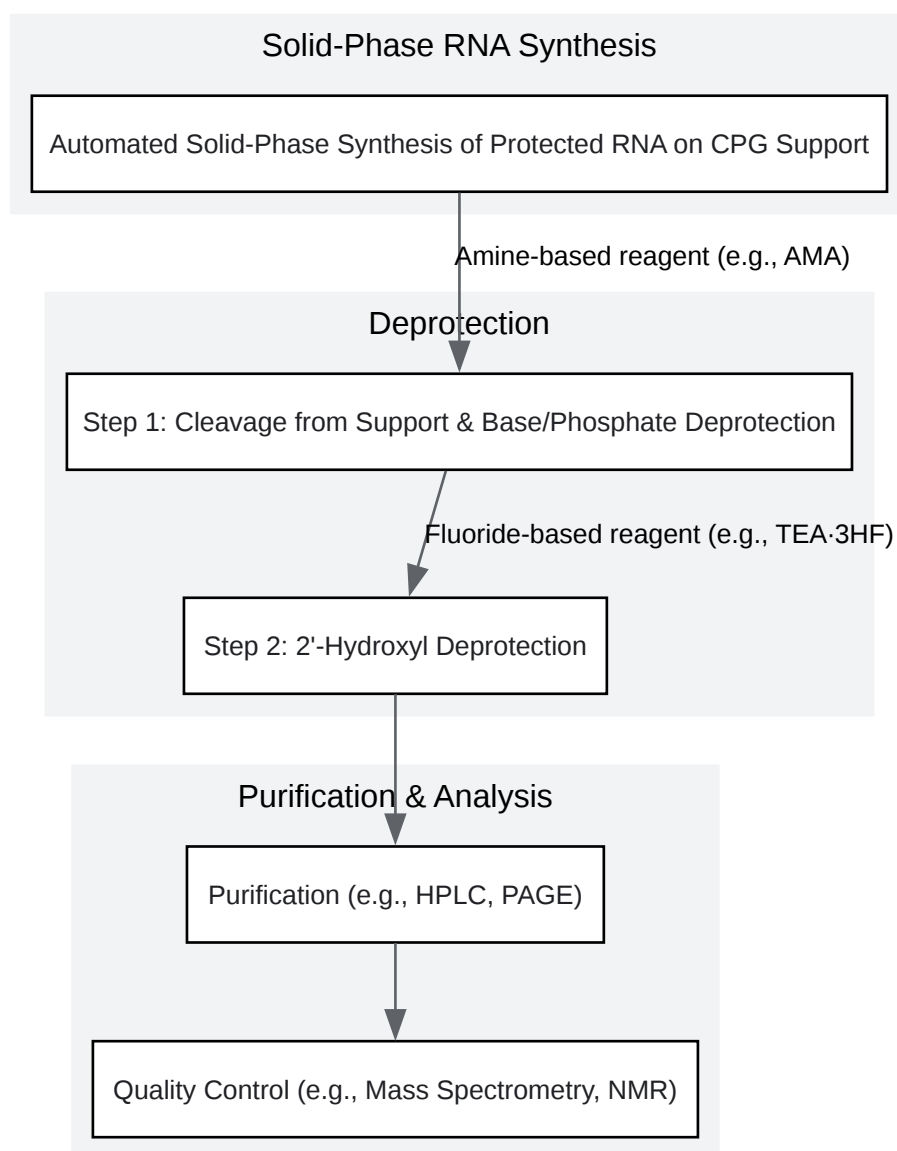 Solid-Phase RNA Synthesis
Automated Solid-Phase Synthesis of Protected RNA on CPG Support
Amine-based reagent (e.g., AMA)
Deprotection
Step 1: Cleavage from Support & Base/Phosphate Deprotection
Fluoride-based reagent (e.g., TEA·3HF)
Step 2: 2'-Hydroxyl Deprotection
Purification & Analysis
Purification (e.g., HPLC, PAGE)
Quality Control (e.g., Mass Spectrometry, NMR)